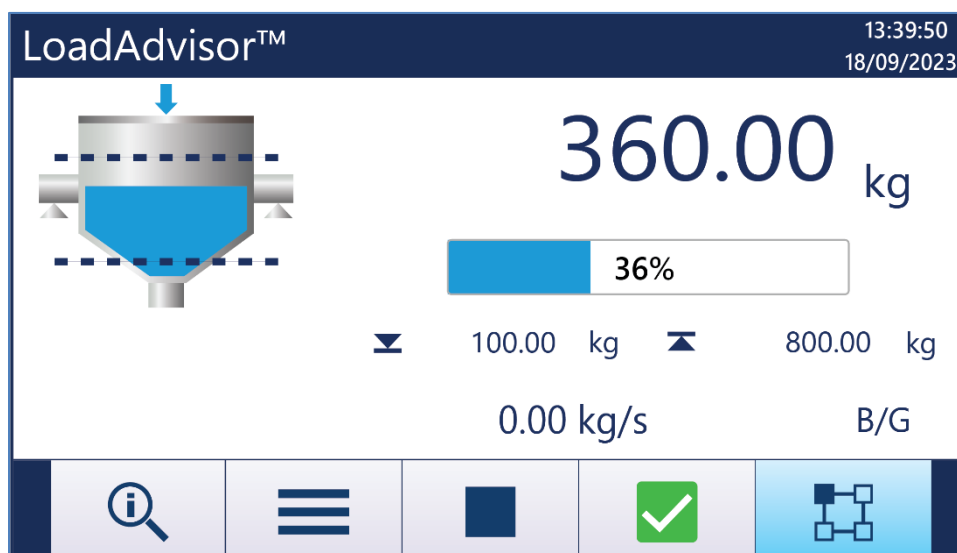 LoadAdvisor™
13:39:50
18/09/2023
360.00 kg
36%
100.00 kg 800.00 kg
0.00 kg/s B/G